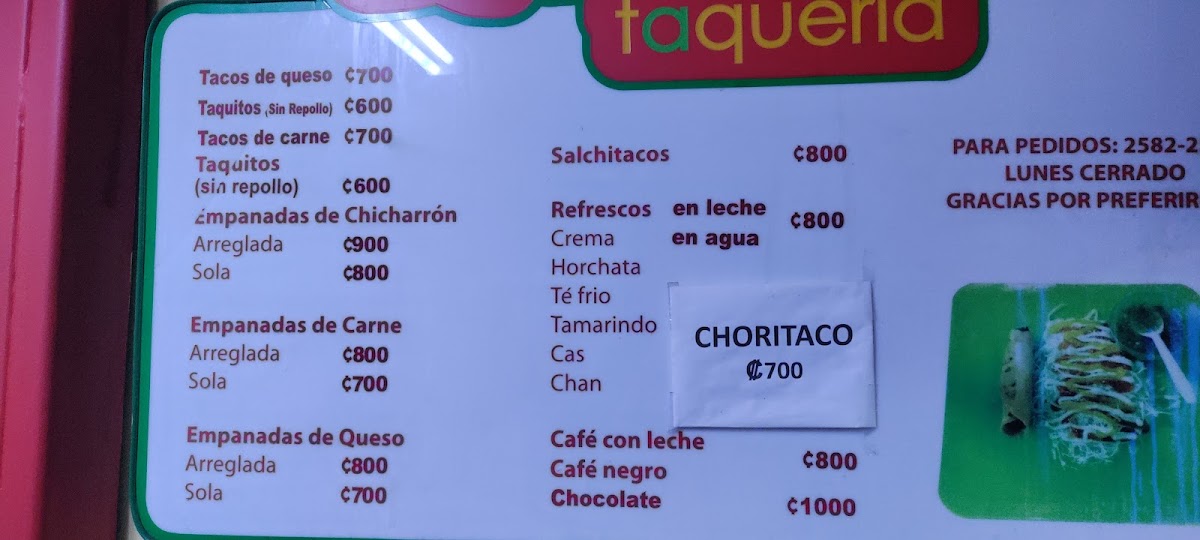 taquería
Tacos de queso ₵700
Taquitos (Sin Repollo) ₵600
Tacos de carne ₵700
Taquitos
(sin repollo) ₵600
Empanadas de Chicharrón
Arreglada ₵900
Sola ₵800
Empanadas de Carne
Arreglada ₵800
Sola ₵700
Empanadas de Queso
Arreglada ₵800
Sola ₵700
Salchitacos ₵800
Refrescos en leche ₵800
Crema en agua
Horchata
Té frio
Tamarindo
Cas
Chan
CHORITACO
₡700
Café con leche
Café negro ₵800
Chocolate ₵1000
PARA PEDIDOS: 2582-2
LUNES CERRADO
GRACIAS POR PREFERIR